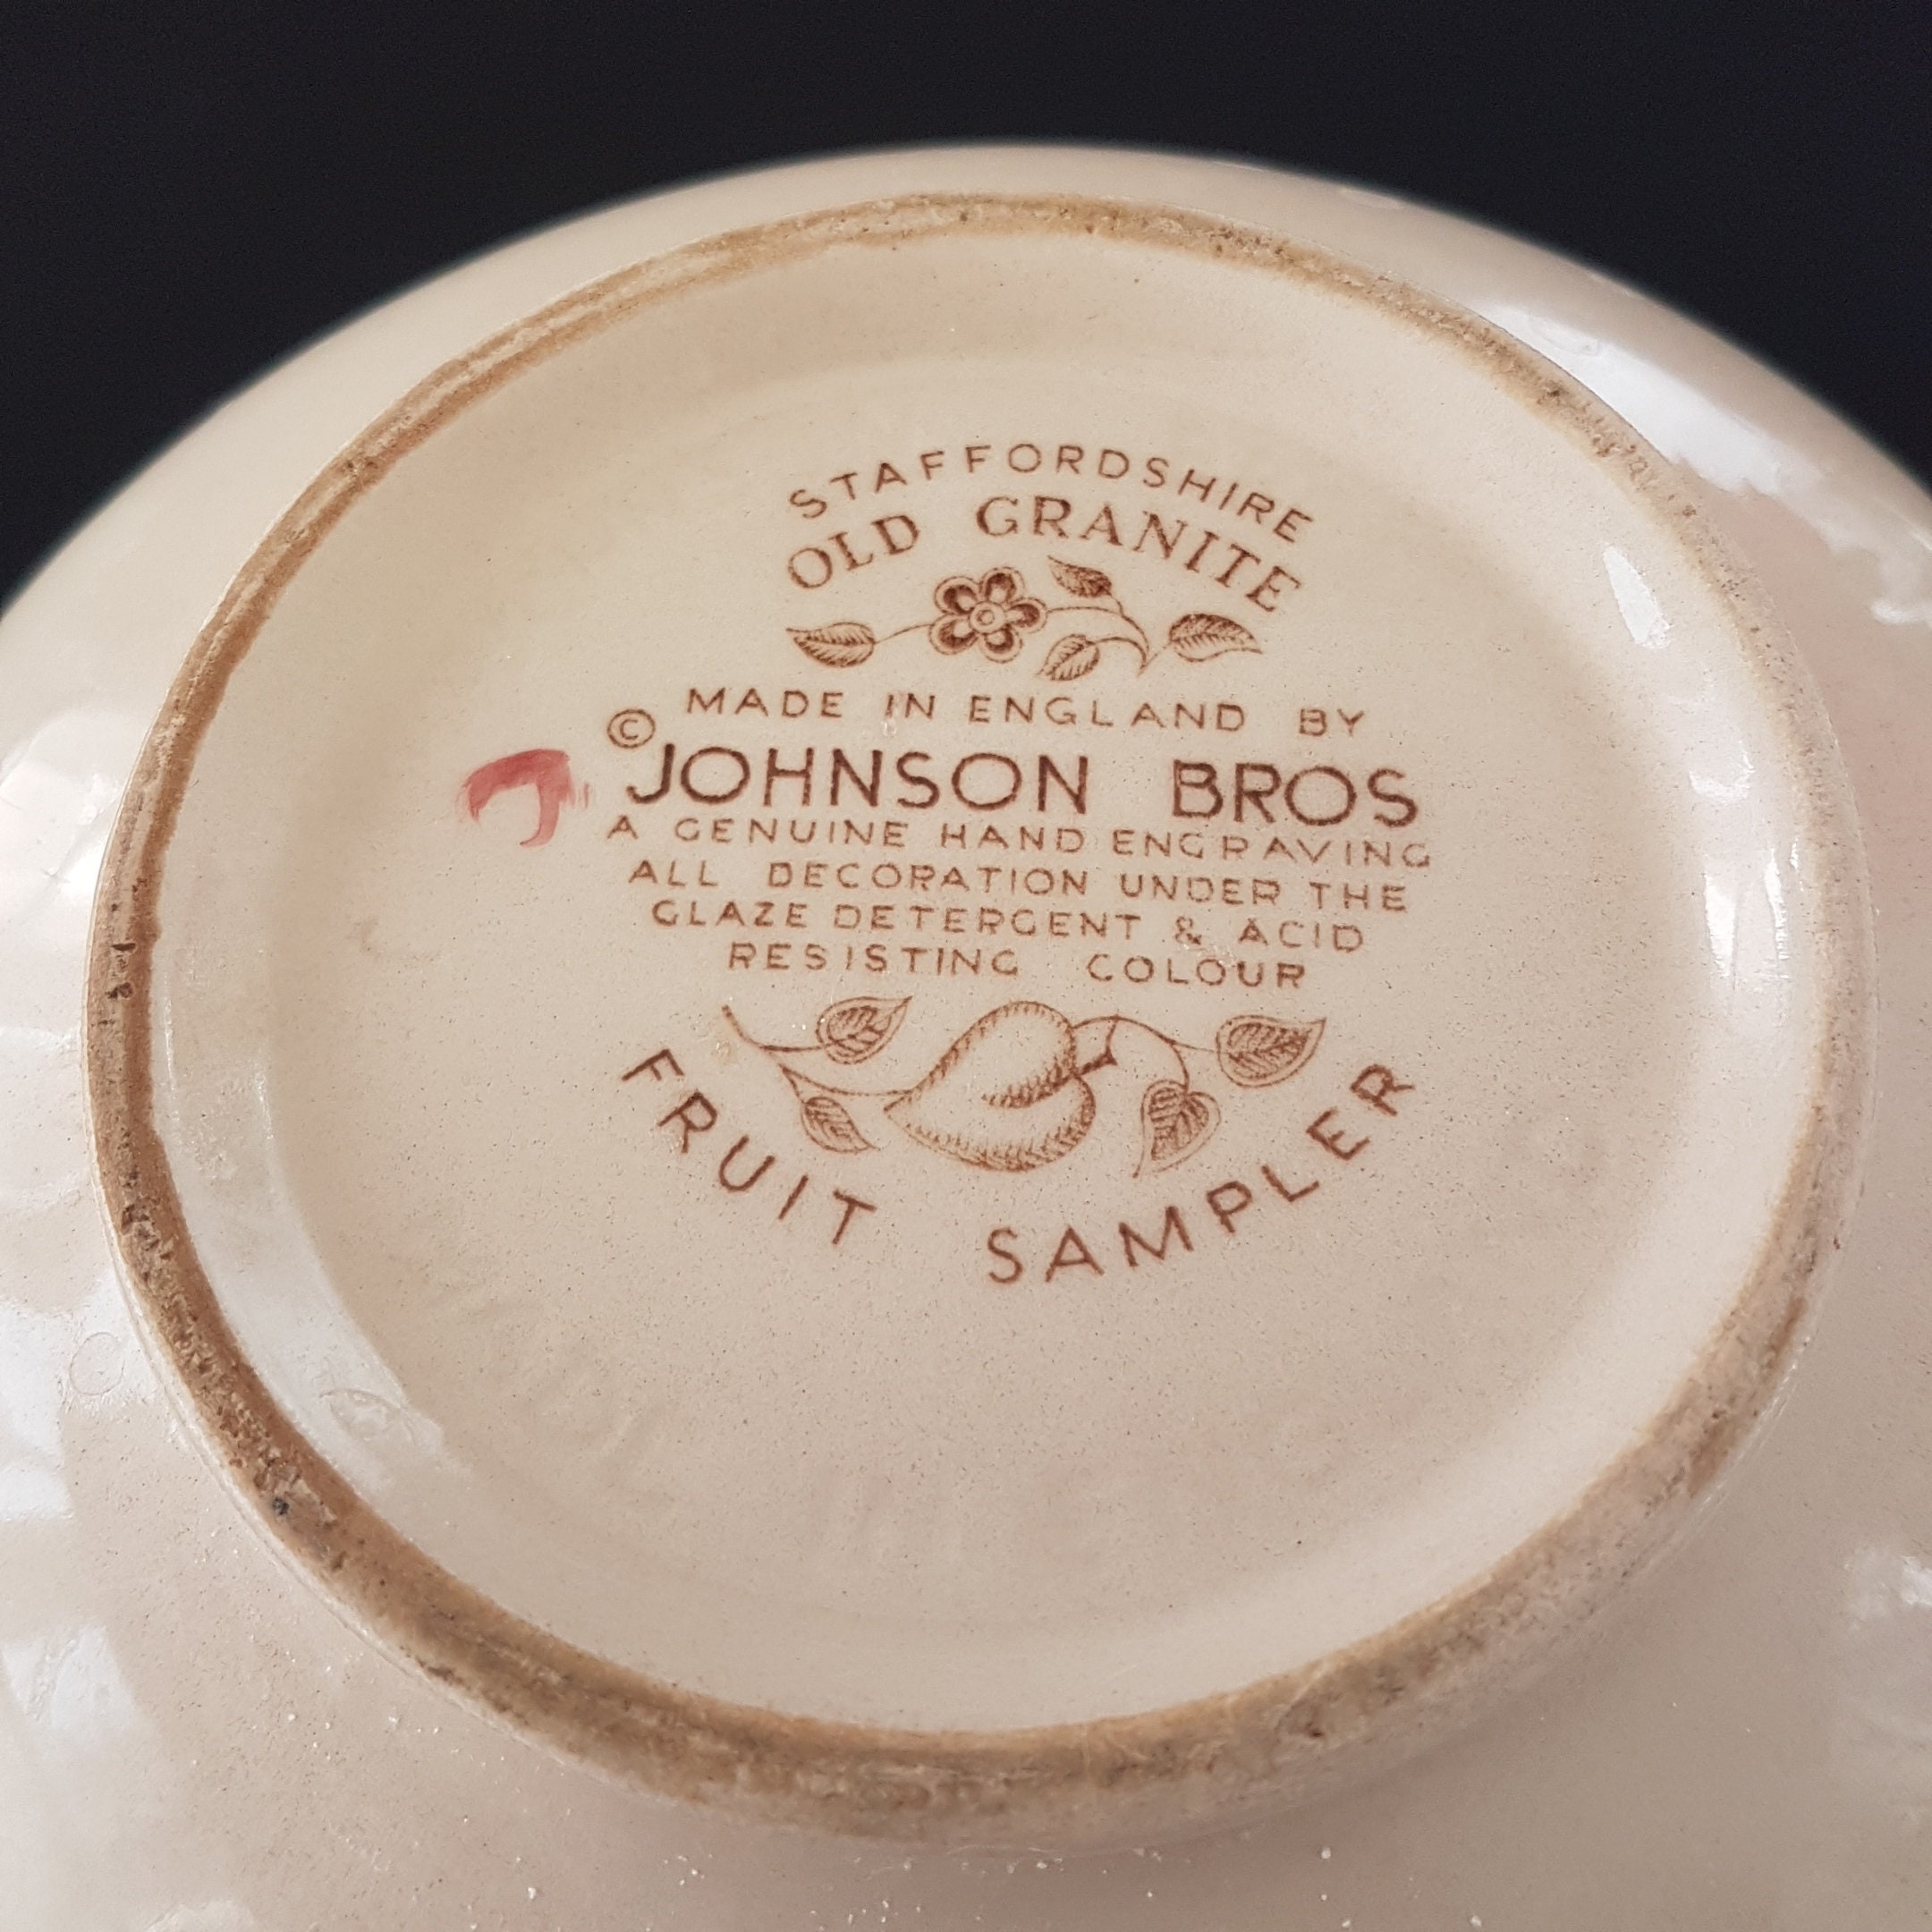 STAFFORDSHIRE
OLD GRANITE
MADE IN ENGLAND BY
©JOHNSON BROS
A GENUINE HAND ENGRAVING
ALL DECORATION UNDER THE
GLAZE DETERGENT & ACID
RESISTING COLOUR
FRUIT SAMPLER